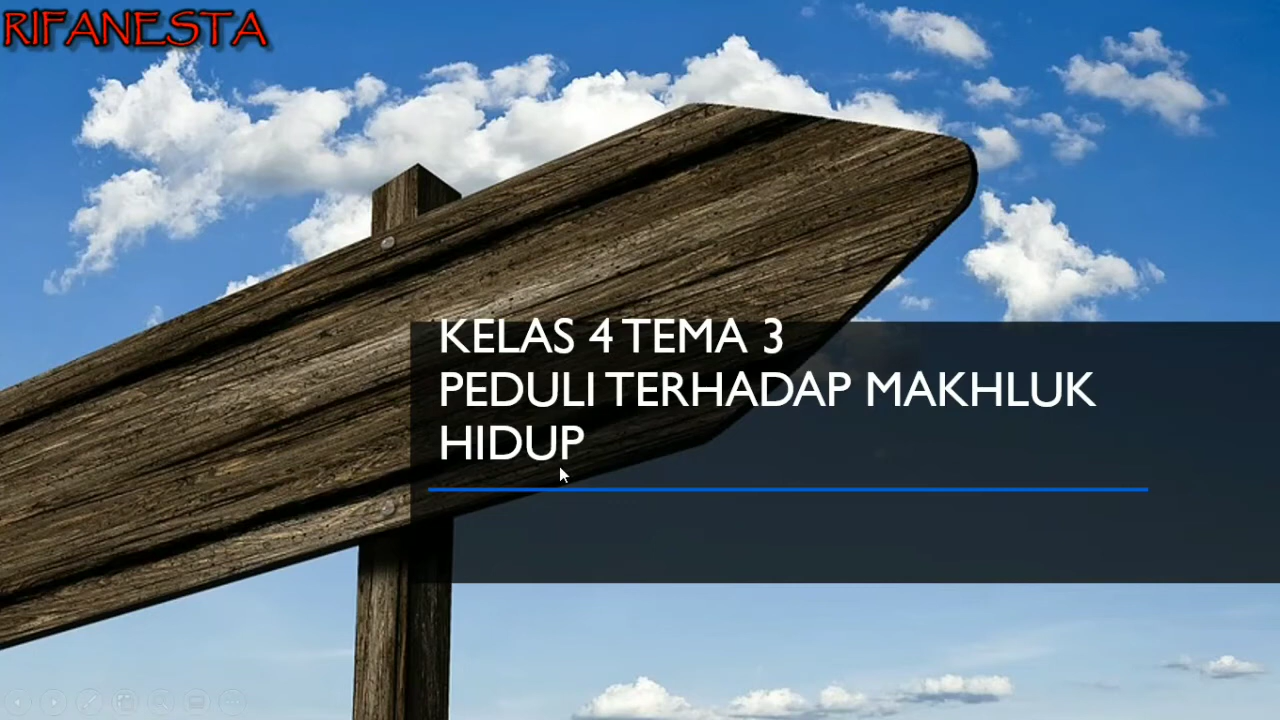 RIFANESTA
KELAS 4 TEMA 3
PEDULI TERHADAP MAKHLUK
HIDUP